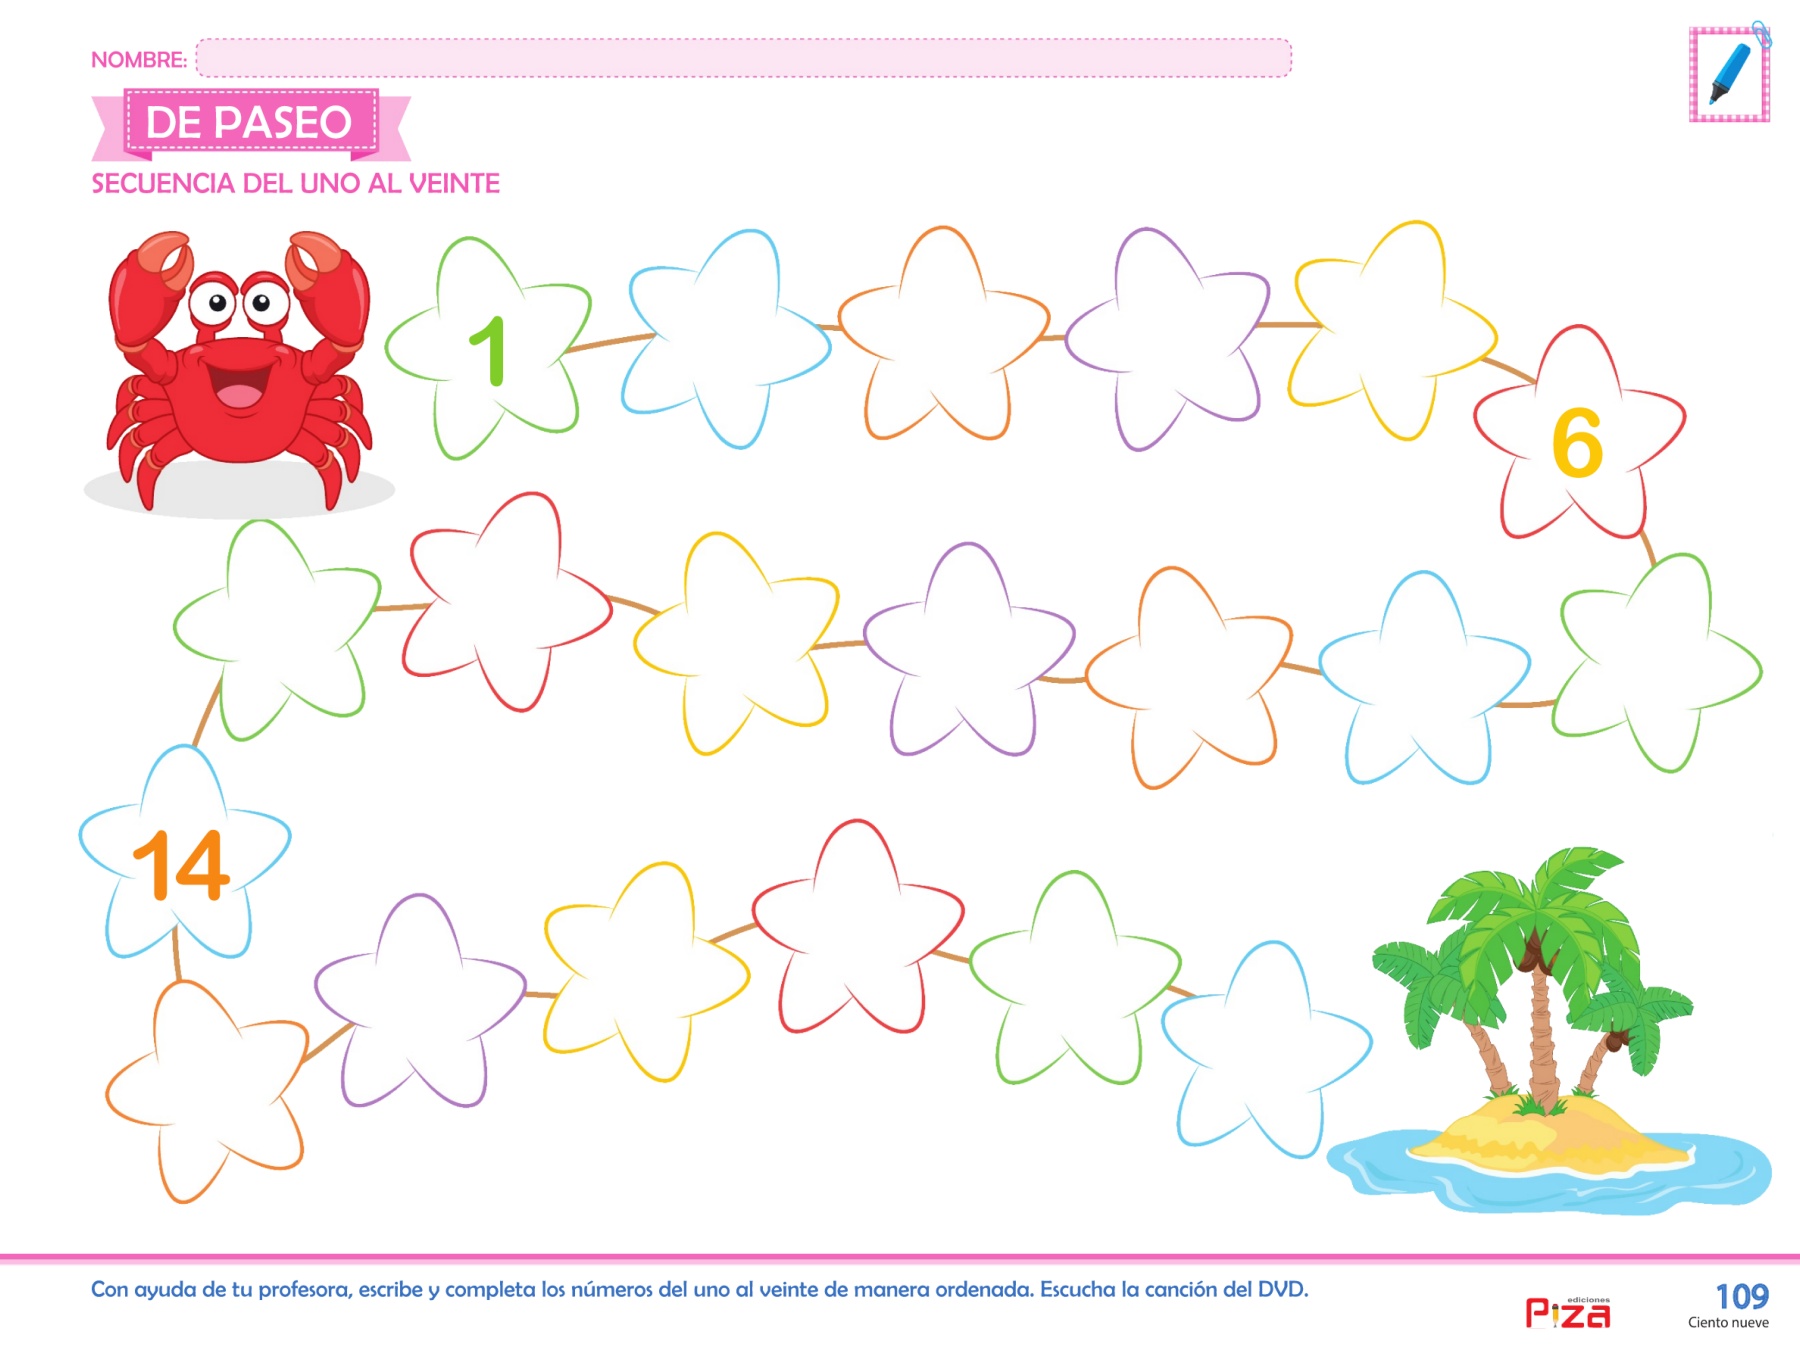 NOMBRE:
DE PASEO
SECUENCIA DEL UNO AL VEINTE
1
6
14
Con ayuda de tu profesora, escribe y completa los números del uno al veinte de manera ordenada. Escucha la canción del DVD.
ediciones
Piza
109
Ciento nueve